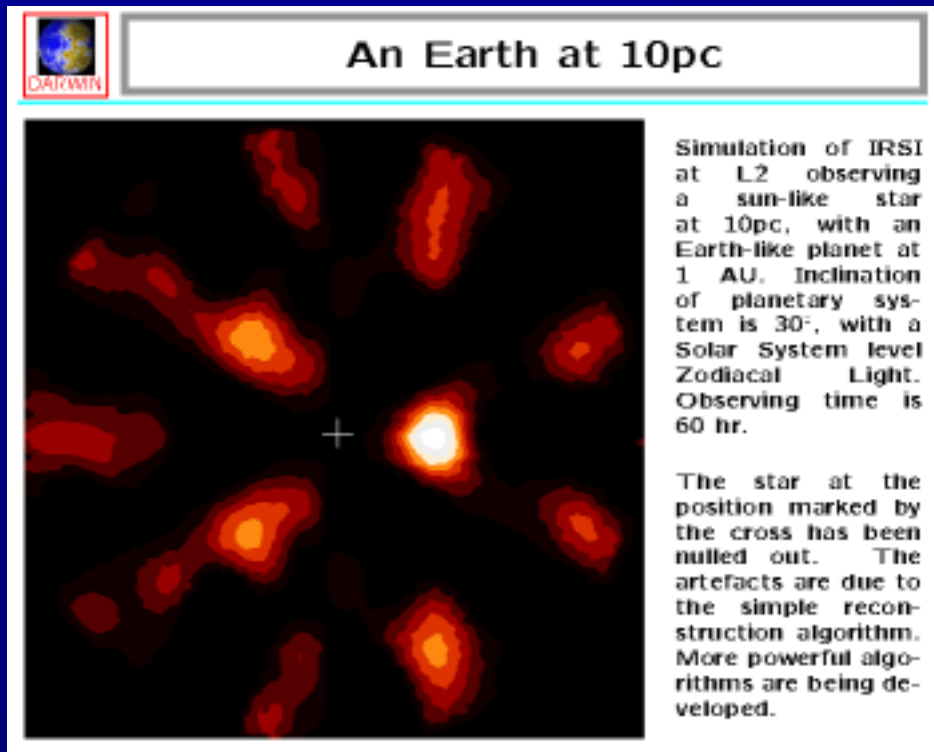 DARWIN
An Earth at 10pc
Simulation of IRSI
at L2 observing
a sun-like star
at 10pc, with an
Earth-like planet at
1 AU. Inclination
of planetary sys-
tem is 30°, with a
Solar System level
Zodiacal Light.
Observing time is
60 hr.
The star at the
position marked by
the cross has been
nulled out. The
artefacts are due to
the simple recon-
struction algorithm.
More powerful algo-
rithms are being de-
veloped.